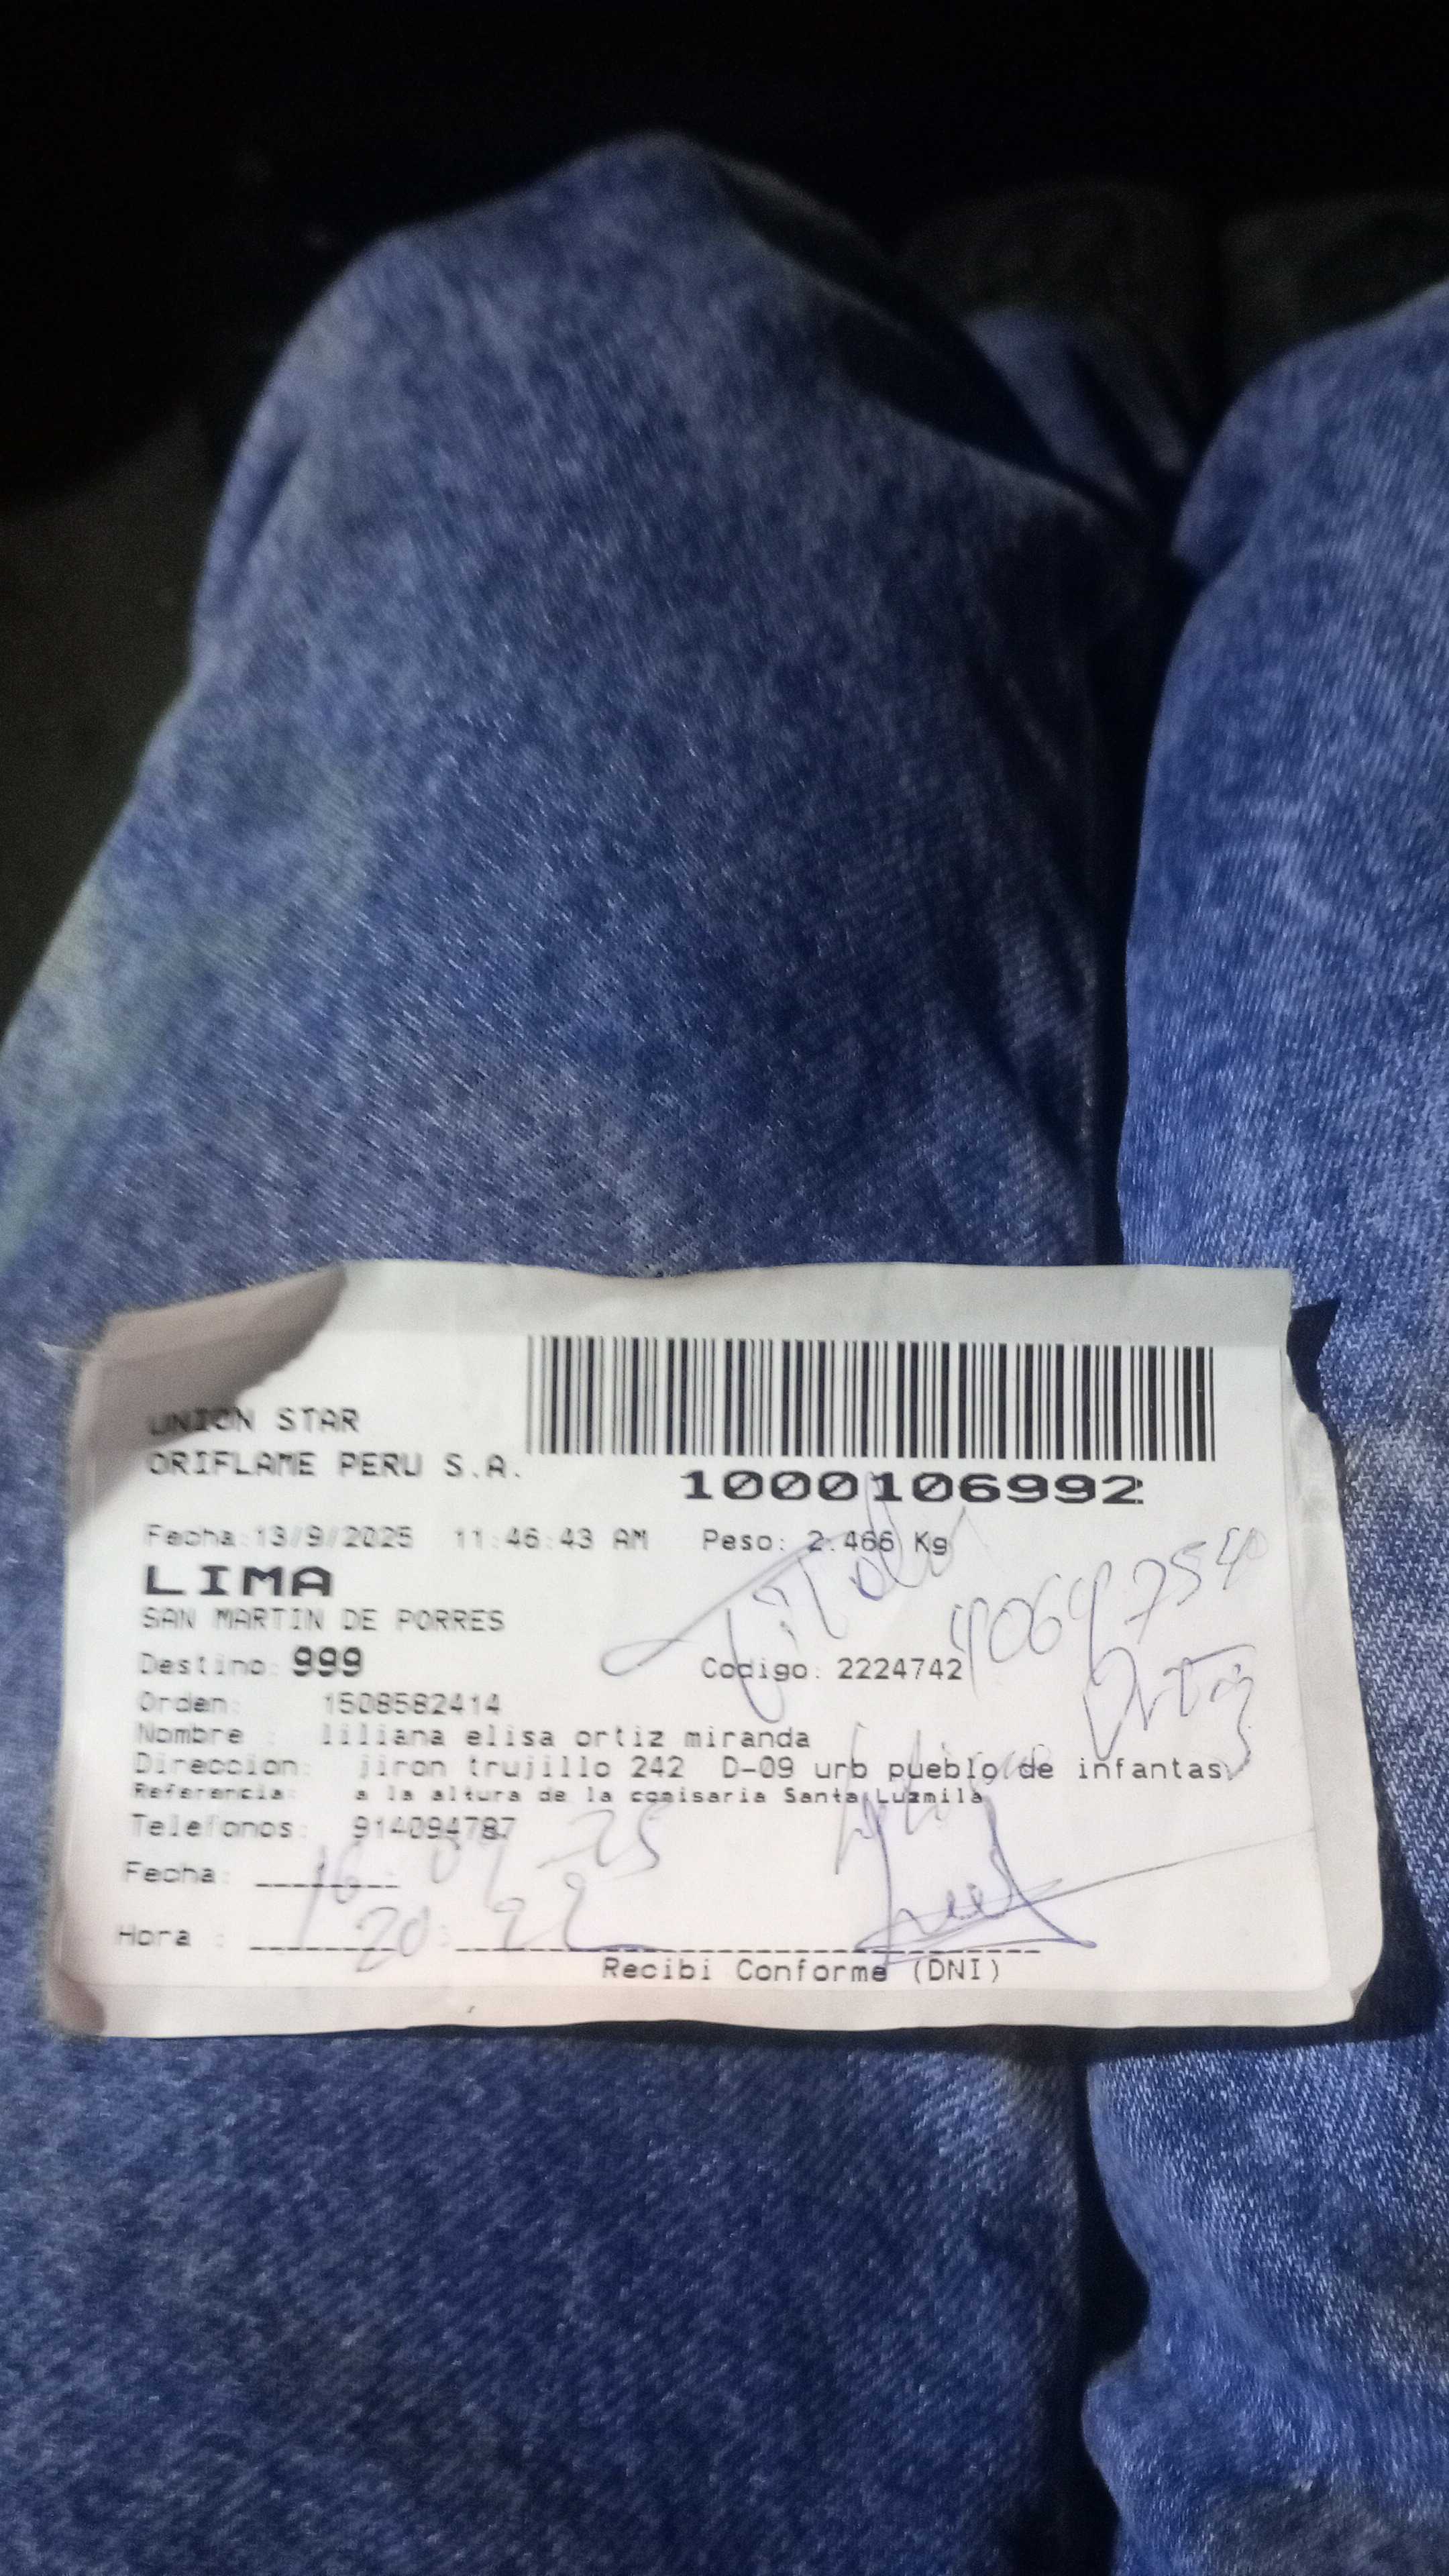 UNION STAR
ORIFLAME PERU S.A.
1000106992
Fecha:13/9/2025 11:46:43 AM Peso: 2.466 Kg
LIMA
SAN MARTIN DE PORRES
Titular
Destino: 999 Codigo: 2224742
Orden: 1508582414
Ortiz
Nombre : liliana elisa ortiz miranda
Direccion: jiron trujillo 242 D-09 urb pueblo de infantas
Referencia: a la altura de la comisaria Santa Luzmila
Telefonos: 914094787
Fecha: 16 - 09 - 25
Hora : 20:
Recibi Conforme (DNI)